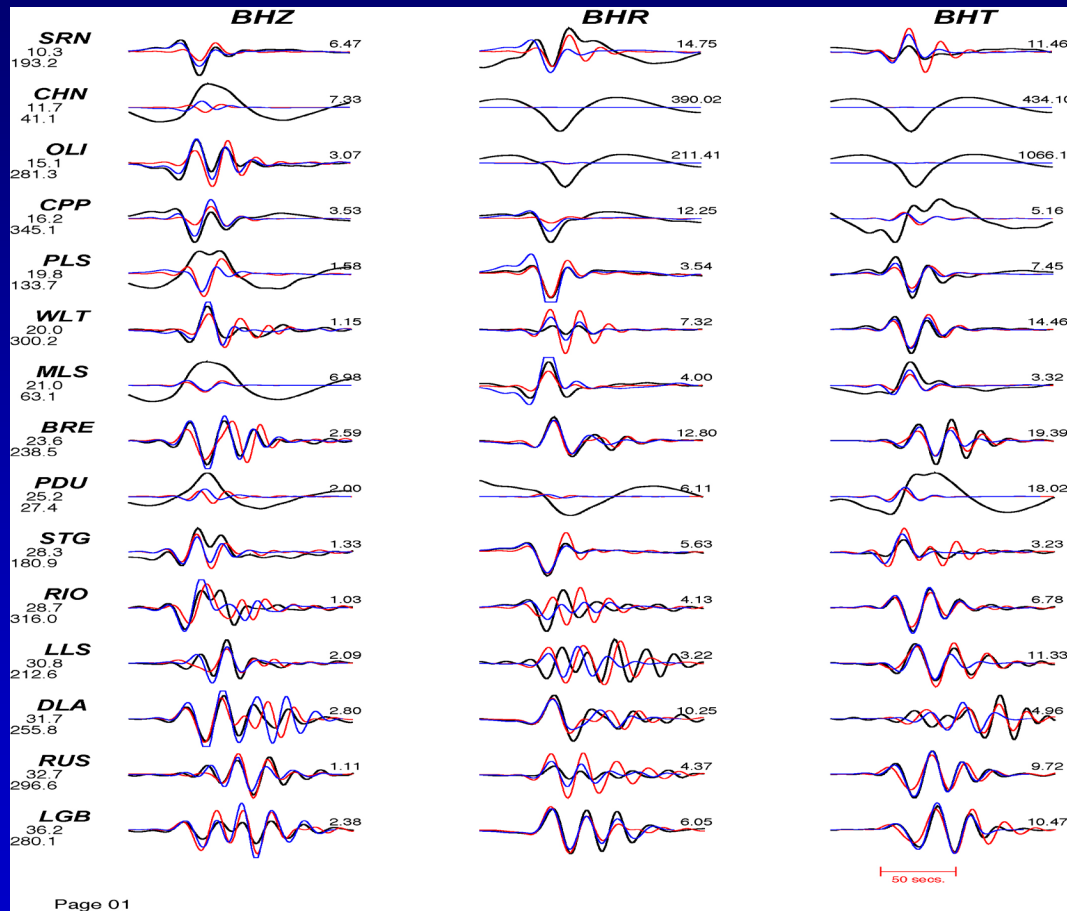 BHZ BHR BHT
SRN
10.3 6.47 14.75 11.46
193.2
CHN
11.7 7.33 390.02 434.10
41.1
OLI
15.1 3.07 211.41 1066.1
281.3
CPP
16.2 3.53 12.25 5.16
345.1
PLS
19.8 1.58 3.54 7.45
133.7
WLT
20.0 1.15 7.32 14.46
300.2
MLS
21.0 6.98 4.00 3.32
63.1
BRE
23.6 2.59 12.80 19.39
238.5
PDU
25.2 2.00 6.11 18.02
27.4
STG
28.3 1.33 5.63 3.23
180.9
RIO
28.7 1.03 4.13 6.78
316.0
LLS
30.8 2.09 3.22 11.33
212.6
DLA
31.7 2.80 10.25 4.96
255.8
RUS
32.7 1.11 4.37 9.72
296.6
LGB
36.2 2.38 6.05 10.47
280.1
50 secs.
Page 01